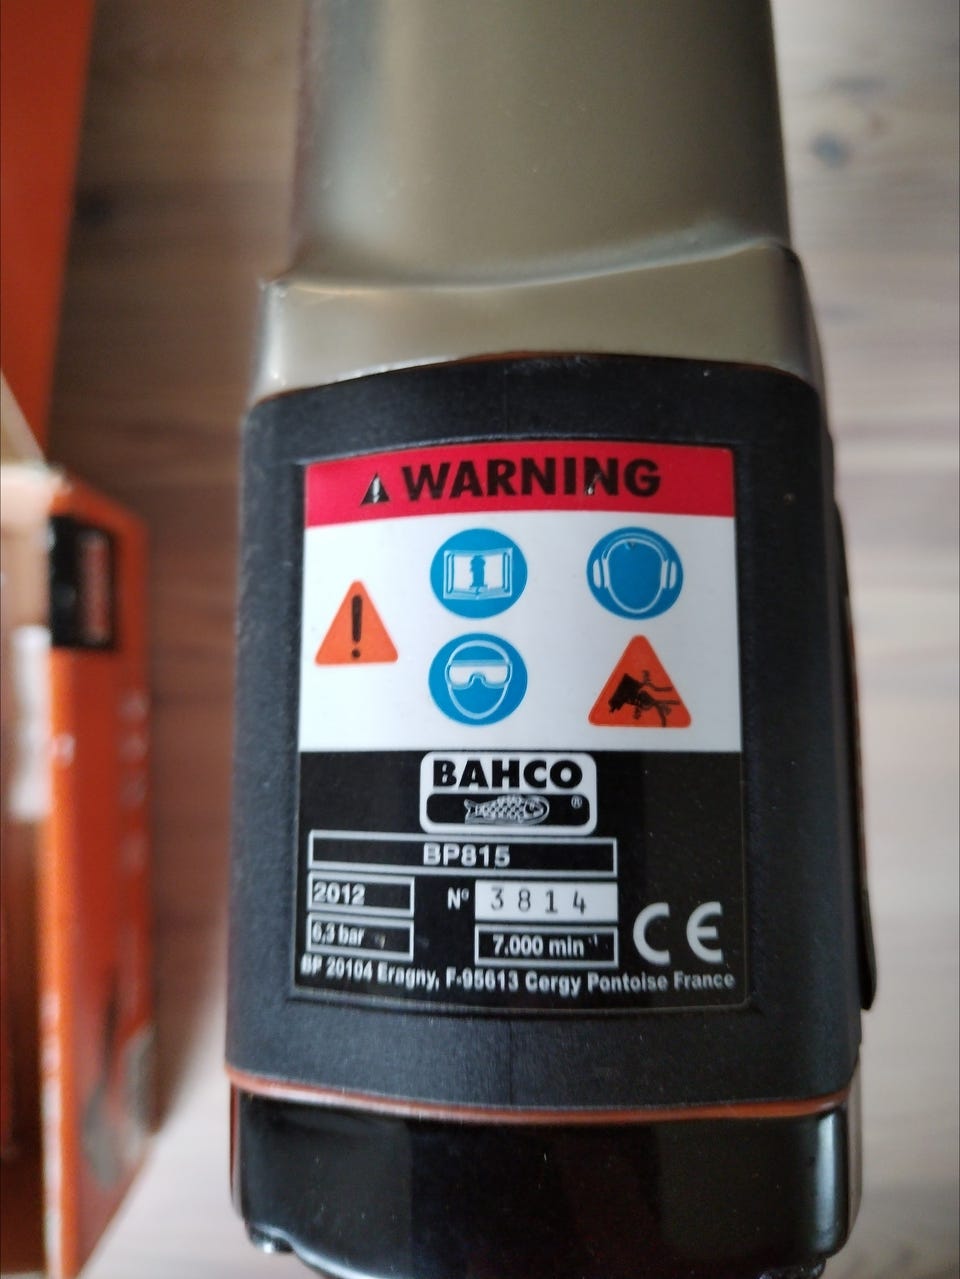 WARNING
BAHCO
®
BP815
2012
Nº 3814
6,3 bar
7.000 min⁻¹
CE
BP 20104 Eragny, F-95613 Cergy Pontoise France